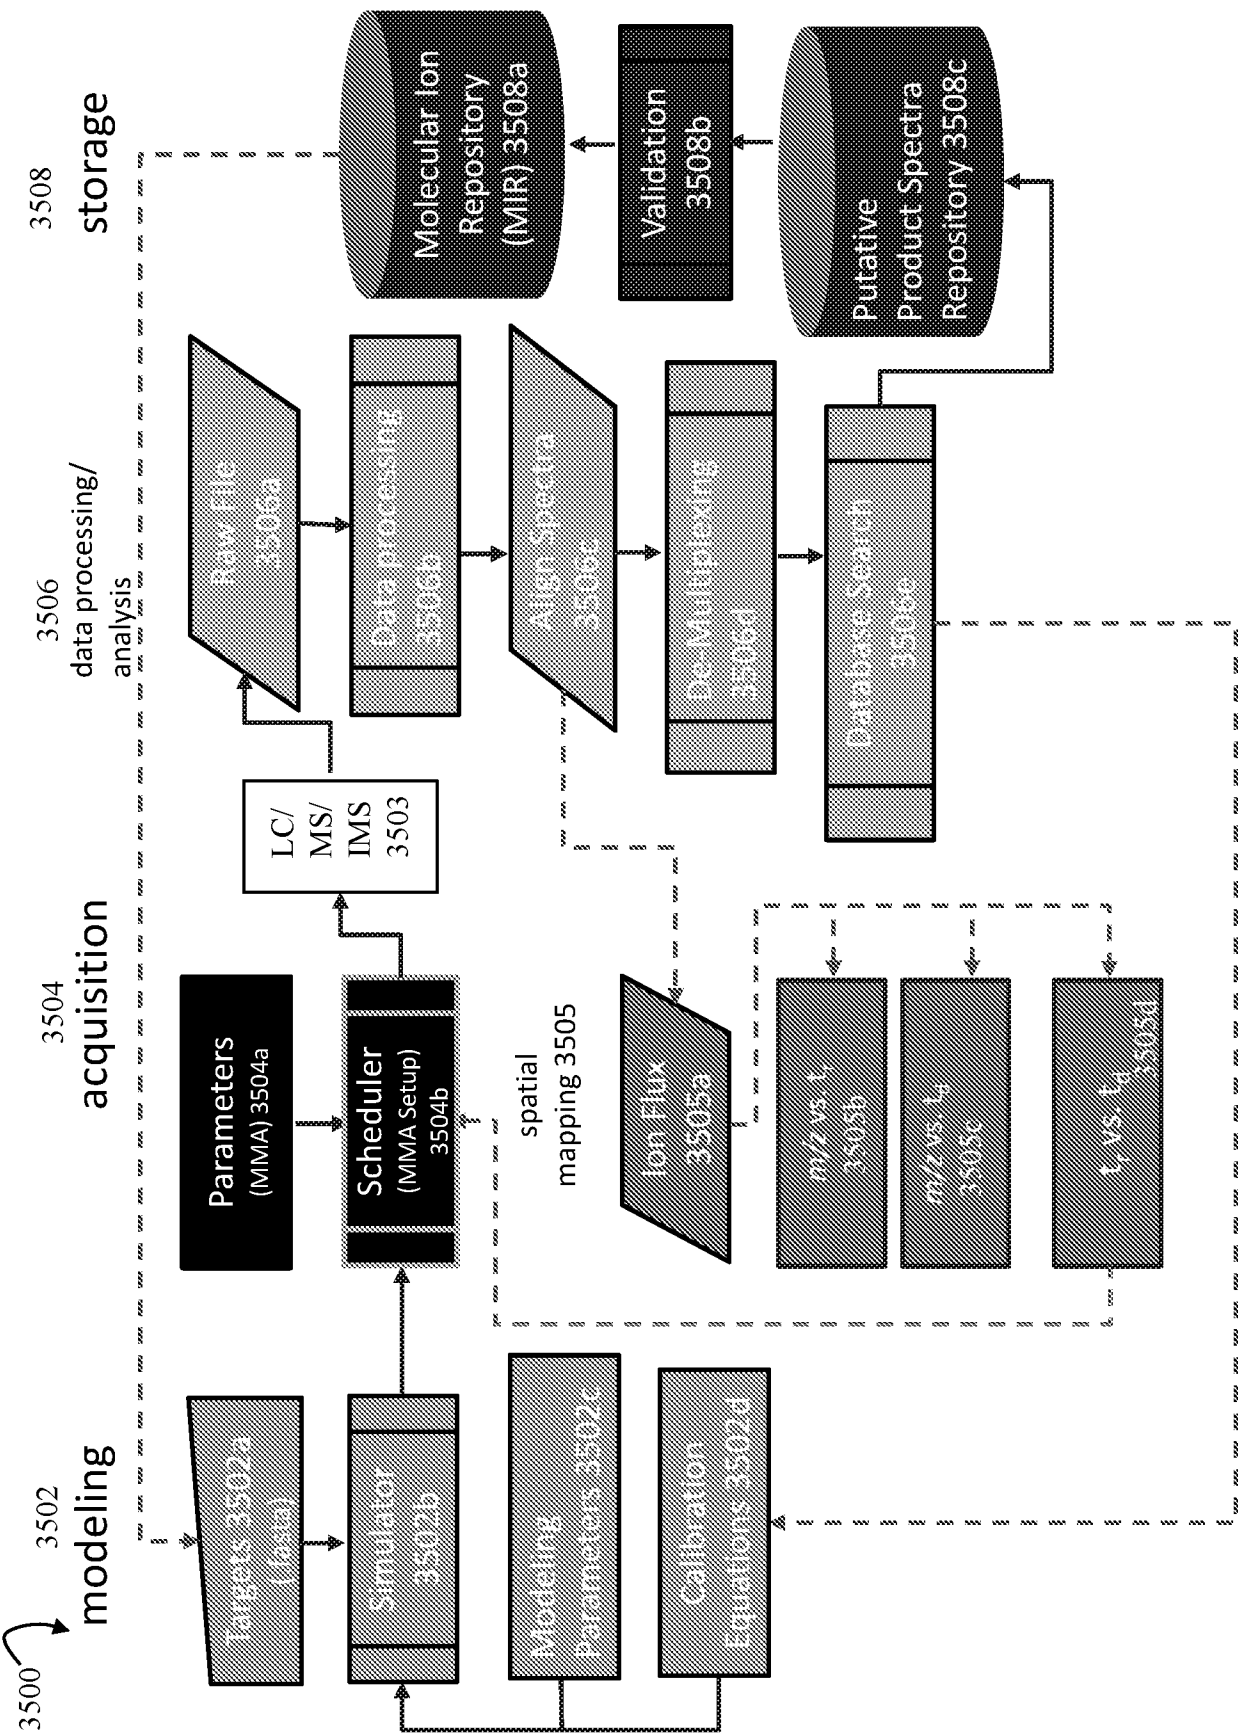 3500
3502
modeling
Targets 3502a
(.fasta)
Simulator
3502b
Modeling
Parameters 3502c
Calibration
Equations 3502d
3504
acquisition
Parameters
(MMA) 3504a
Scheduler
(MMA Setup)
3504b
LC/
MS/
IMS
3503
spatial
mapping 3505
Ion Flux
3505a
m/z vs. tr
3505b
m/z vs. td
3505c
tr vs. td
3505d
3506
data processing/
analysis
Raw File
3506a
Data processing
3506b
Align Spectra
3506c
De-Multiplexing
3506d
Database Search
3506e
3508
storage
Molecular Ion
Repository
(MIR) 3508a
Validation
3508b
Putative
Product Spectra
Repository 3508c